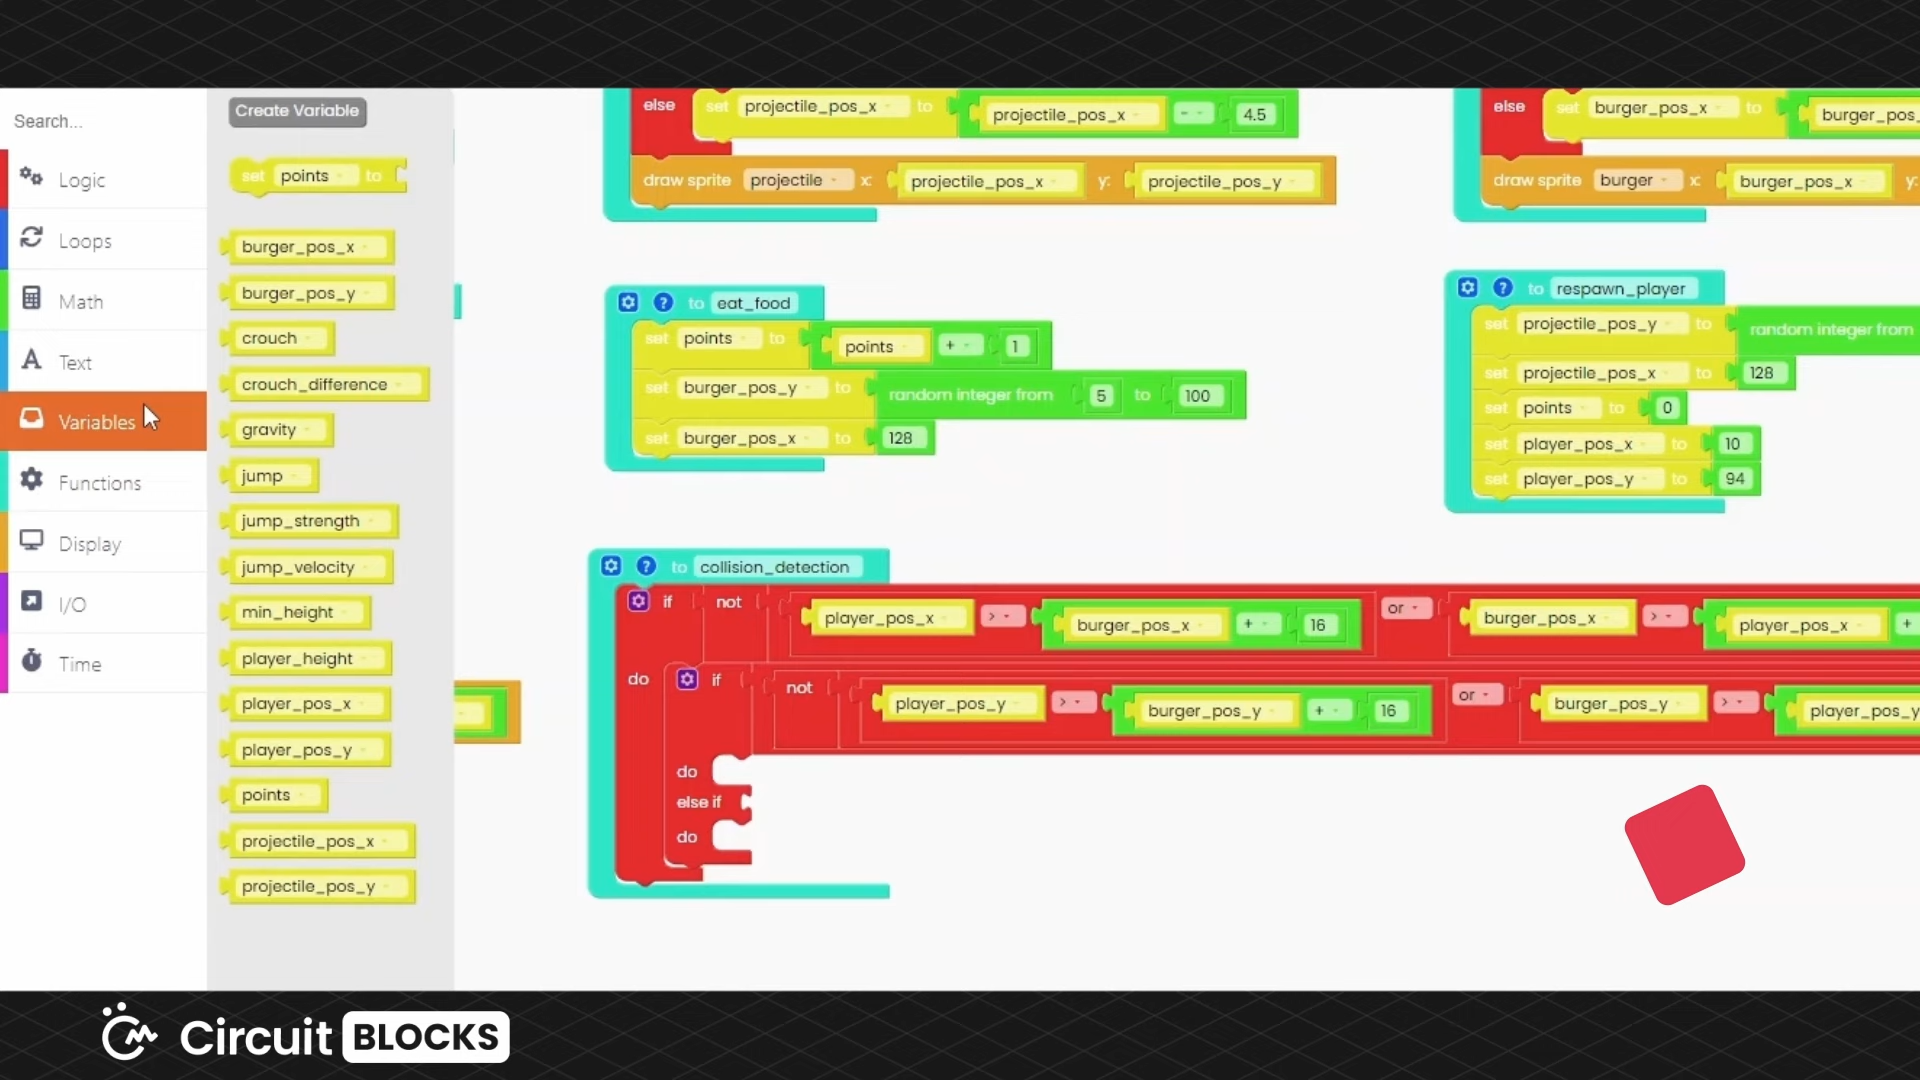 Search...
Logic
Loops
Math
Text
Variables
Functions
Display
I/O
Time
Create Variable
set points to
burger_pos_x
burger_pos_y
crouch
crouch_difference
gravity
jump
jump_strength
jump_velocity
min_height
player_height
player_pos_x
player_pos_y
points
projectile_pos_x
projectile_pos_y
else set projectile_pos_x to projectile_pos_x - 4.5
draw sprite projectile x: projectile_pos_x y: projectile_pos_y
else set burger_pos_x to burger_pos_
draw sprite burger x: burger_pos_x y:
? to eat_food
set points to points + 1
set burger_pos_y to random integer from 5 to 100
set burger_pos_x to 128
? to respawn_player
set projectile_pos_y to random integer from
set projectile_pos_x to 128
set points to 0
set player_pos_x to 10
set player_pos_y to 94
? to collision_detection
if not player_pos_x > burger_pos_x + 16 or burger_pos_x > player_pos_x +
do if not player_pos_y > burger_pos_y + 16 or burger_pos_y > player_pos_y
do
else if
do
Circuit BLOCKS